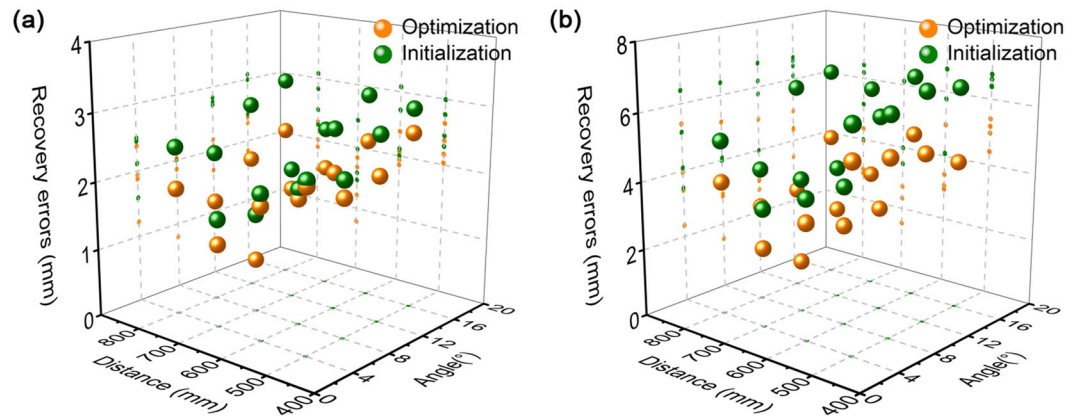 (a)
Optimization
Initialization
Recovery errors (mm)
4
3
2
1
0
800
700
600
500
400
Distance (mm)
0
4
8
12
16
20
Angle(°)
(b)
Optimization
Initialization
Recovery errors (mm)
8
6
4
2
0
800
700
600
500
400
Distance (mm)
0
4
8
12
16
20
Angle(°)